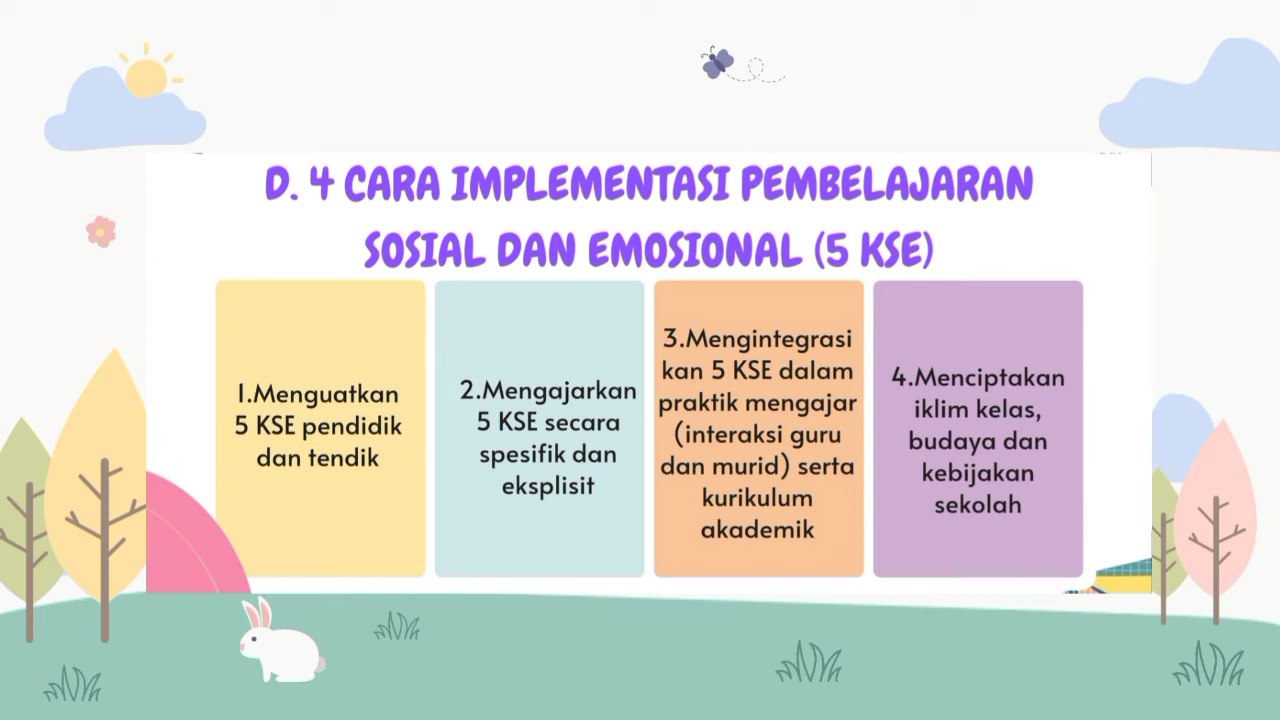 D. 4 CARA IMPLEMENTASI PEMBELAJARAN
SOSIAL DAN EMOSIONAL (5 KSE)
1.Menguatkan
5 KSE pendidik
dan tendik
2.Mengajarkan
5 KSE secara
spesifik dan
eksplisit
3.Mengintegrasi
kan 5 KSE dalam
praktik mengajar
(interaksi guru
dan murid) serta
kurikulum
akademik
4.Menciptakan
iklim kelas,
budaya dan
kebijakan
sekolah